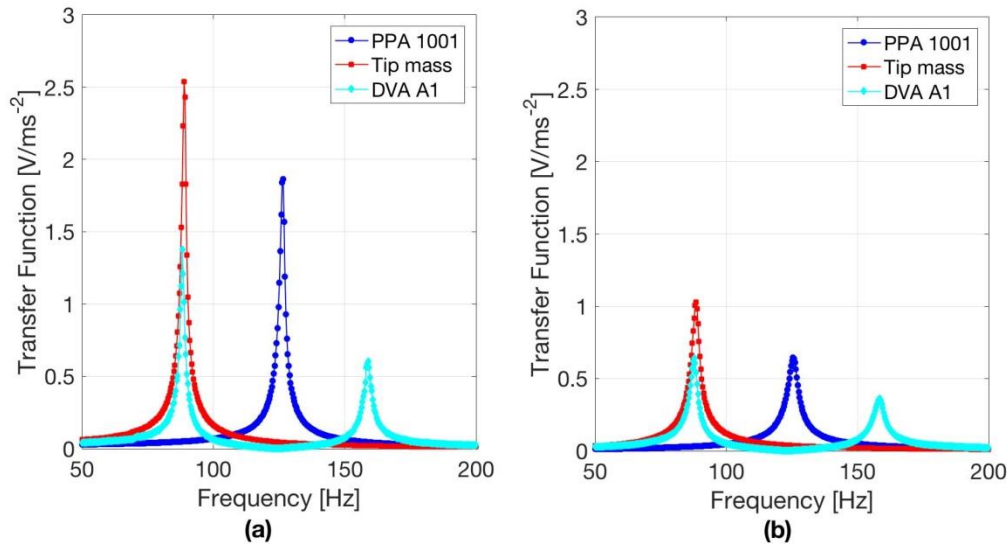 3
2.5
2
1.5
1
0.5
0
Transfer Function [V/ms⁻²]
PPA 1001
Tip mass
DVA A1
50
100
150
200
Frequency [Hz]
(a)
3
2.5
2
1.5
1
0.5
0
Transfer Function [V/ms⁻²]
PPA 1001
Tip mass
DVA A1
50
100
150
200
Frequency [Hz]
(b)